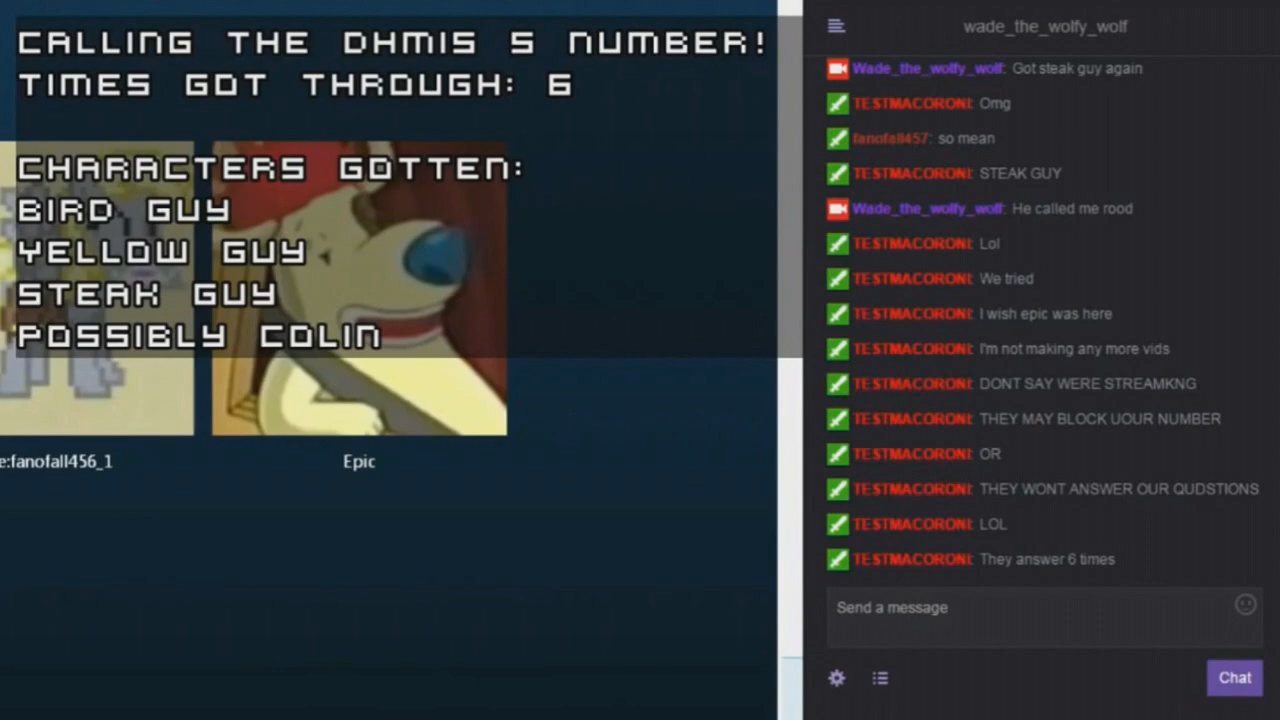 CALLING THE DHMIS 5 NUMBER!
TIMES GOT THROUGH: 6
CHARACTERS GOTTEN:
BIRD GUY
YELLOW GUY
STEAK GUY
POSSIBLY COLIN
e:fanofall456_1
Epic
wade_the_wolfy_wolf
Wade_the_wolfy_wolf: Got steak guy again
TESTMACORONI: Omg
fanofall457: so mean
TESTMACORONI: STEAK GUY
Wade_the_wolfy_wolf: He called me rood
TESTMACORONI: Lol
TESTMACORONI: We tried
TESTMACORONI: I wish epic was here
TESTMACORONI: I'm not making any more vids
TESTMACORONI: DONT SAY WERE STREAMKNG
TESTMACORONI: THEY MAY BLOCK UOUR NUMBER
TESTMACORONI: OR
TESTMACORONI: THEY WONT ANSWER OUR QUDSTIONS
TESTMACORONI: LOL
TESTMACORONI: They answer 6 times
Send a message
Chat